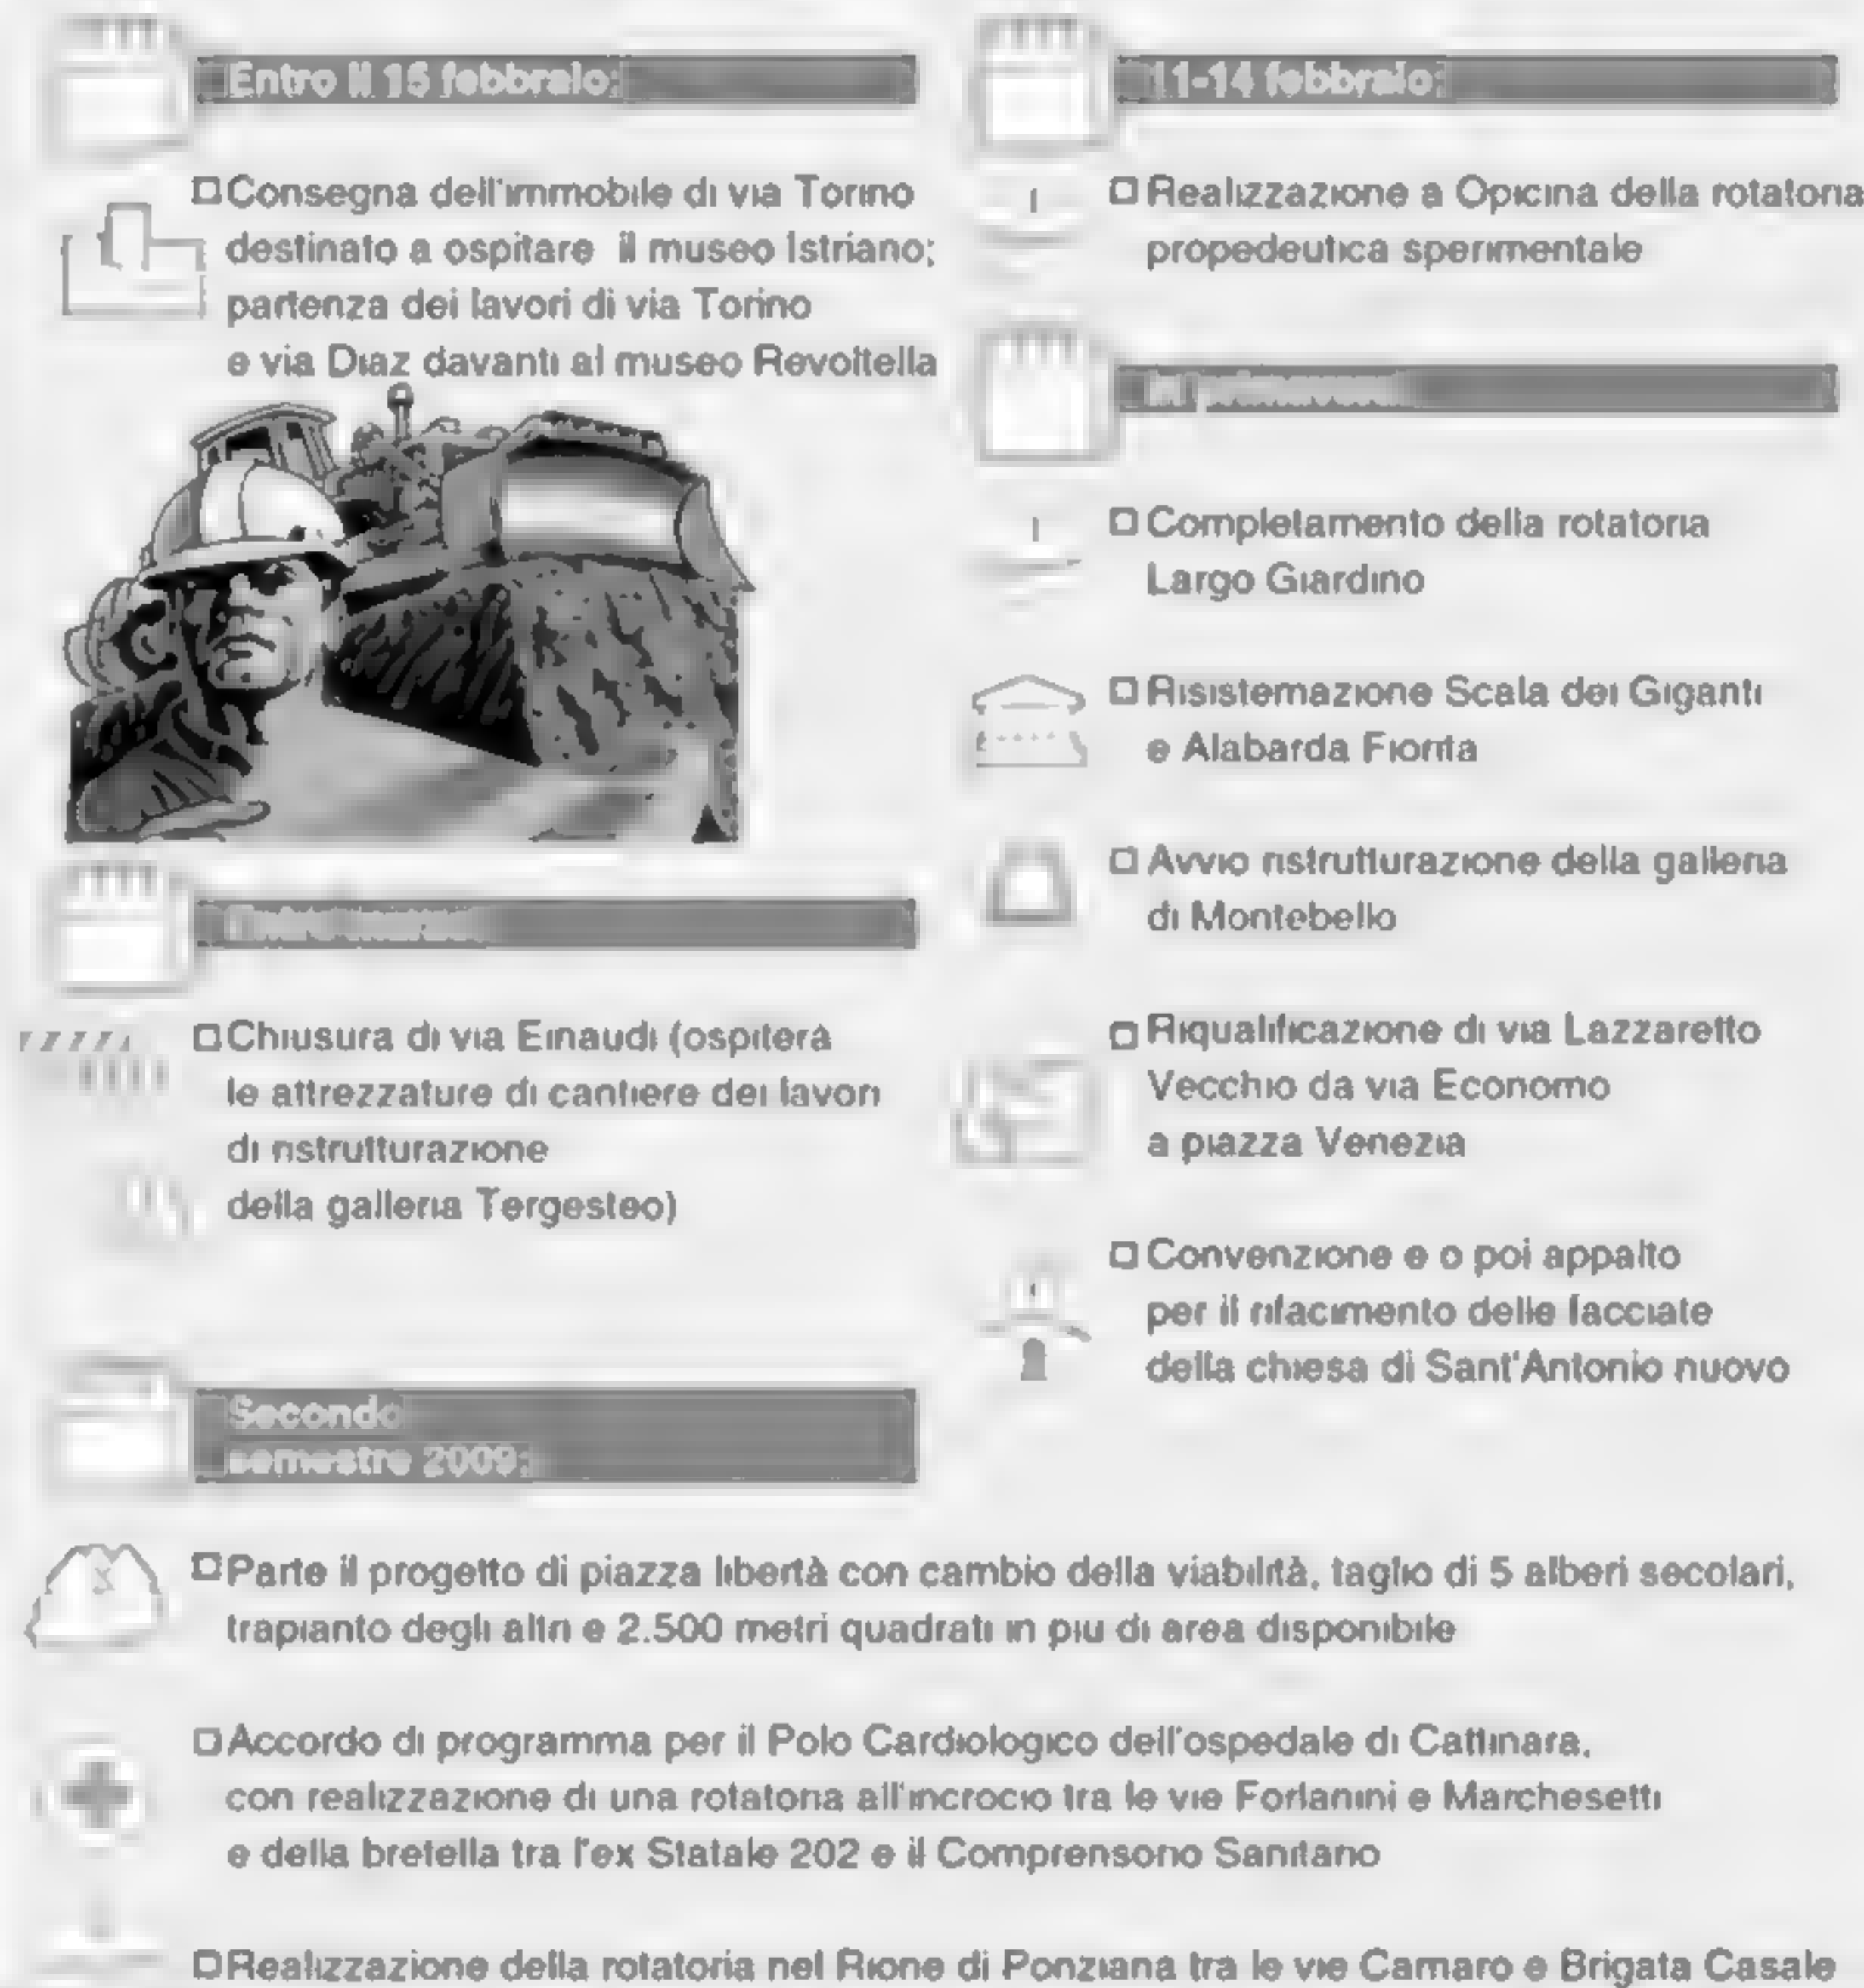 Entro il 15 febbraio:
Consegna dell'immobile di via Torino
destinato a ospitare il museo Istriano;
partenza dei lavori di via Torino
e via Diaz davanti al museo Revoltella
Chiusura di via Einaudi (ospiterà
le attrezzature di cantiere dei lavori
di ristrutturazione
della galleria Tergesteo)
11-14 febbraio:
Realizzazione a Opicina della rotatoria
propedeutica sperimentale
Completamento della rotatoria
Largo Giardino
Risistemazione Scala dei Giganti
e Alabarda Fiorita
Avvio ristrutturazione della galleria
di Montebello
Riqualificazione di via Lazzaretto
Vecchio da via Economo
a piazza Venezia
Convenzione e o poi appalto
per il rifacimento delle facciate
della chiesa di Sant'Antonio nuovo
Secondo
semestre 2009:
Parte il progetto di piazza libertà con cambio della viabilità, taglio di 5 alberi secolari,
trapianto degli altri e 2.500 metri quadrati in piu di area disponibile
Accordo di programma per il Polo Cardiologico dell'ospedale di Cattinara,
con realizzazione di una rotatoria all'incrocio tra le vie Forlanini e Marchesetti
e della bretella tra l'ex Statale 202 e il Comprensorio Sanitario
Realizzazione della rotatoria nel Rione di Ponziana tra le vie Carnaro e Brigata Casale